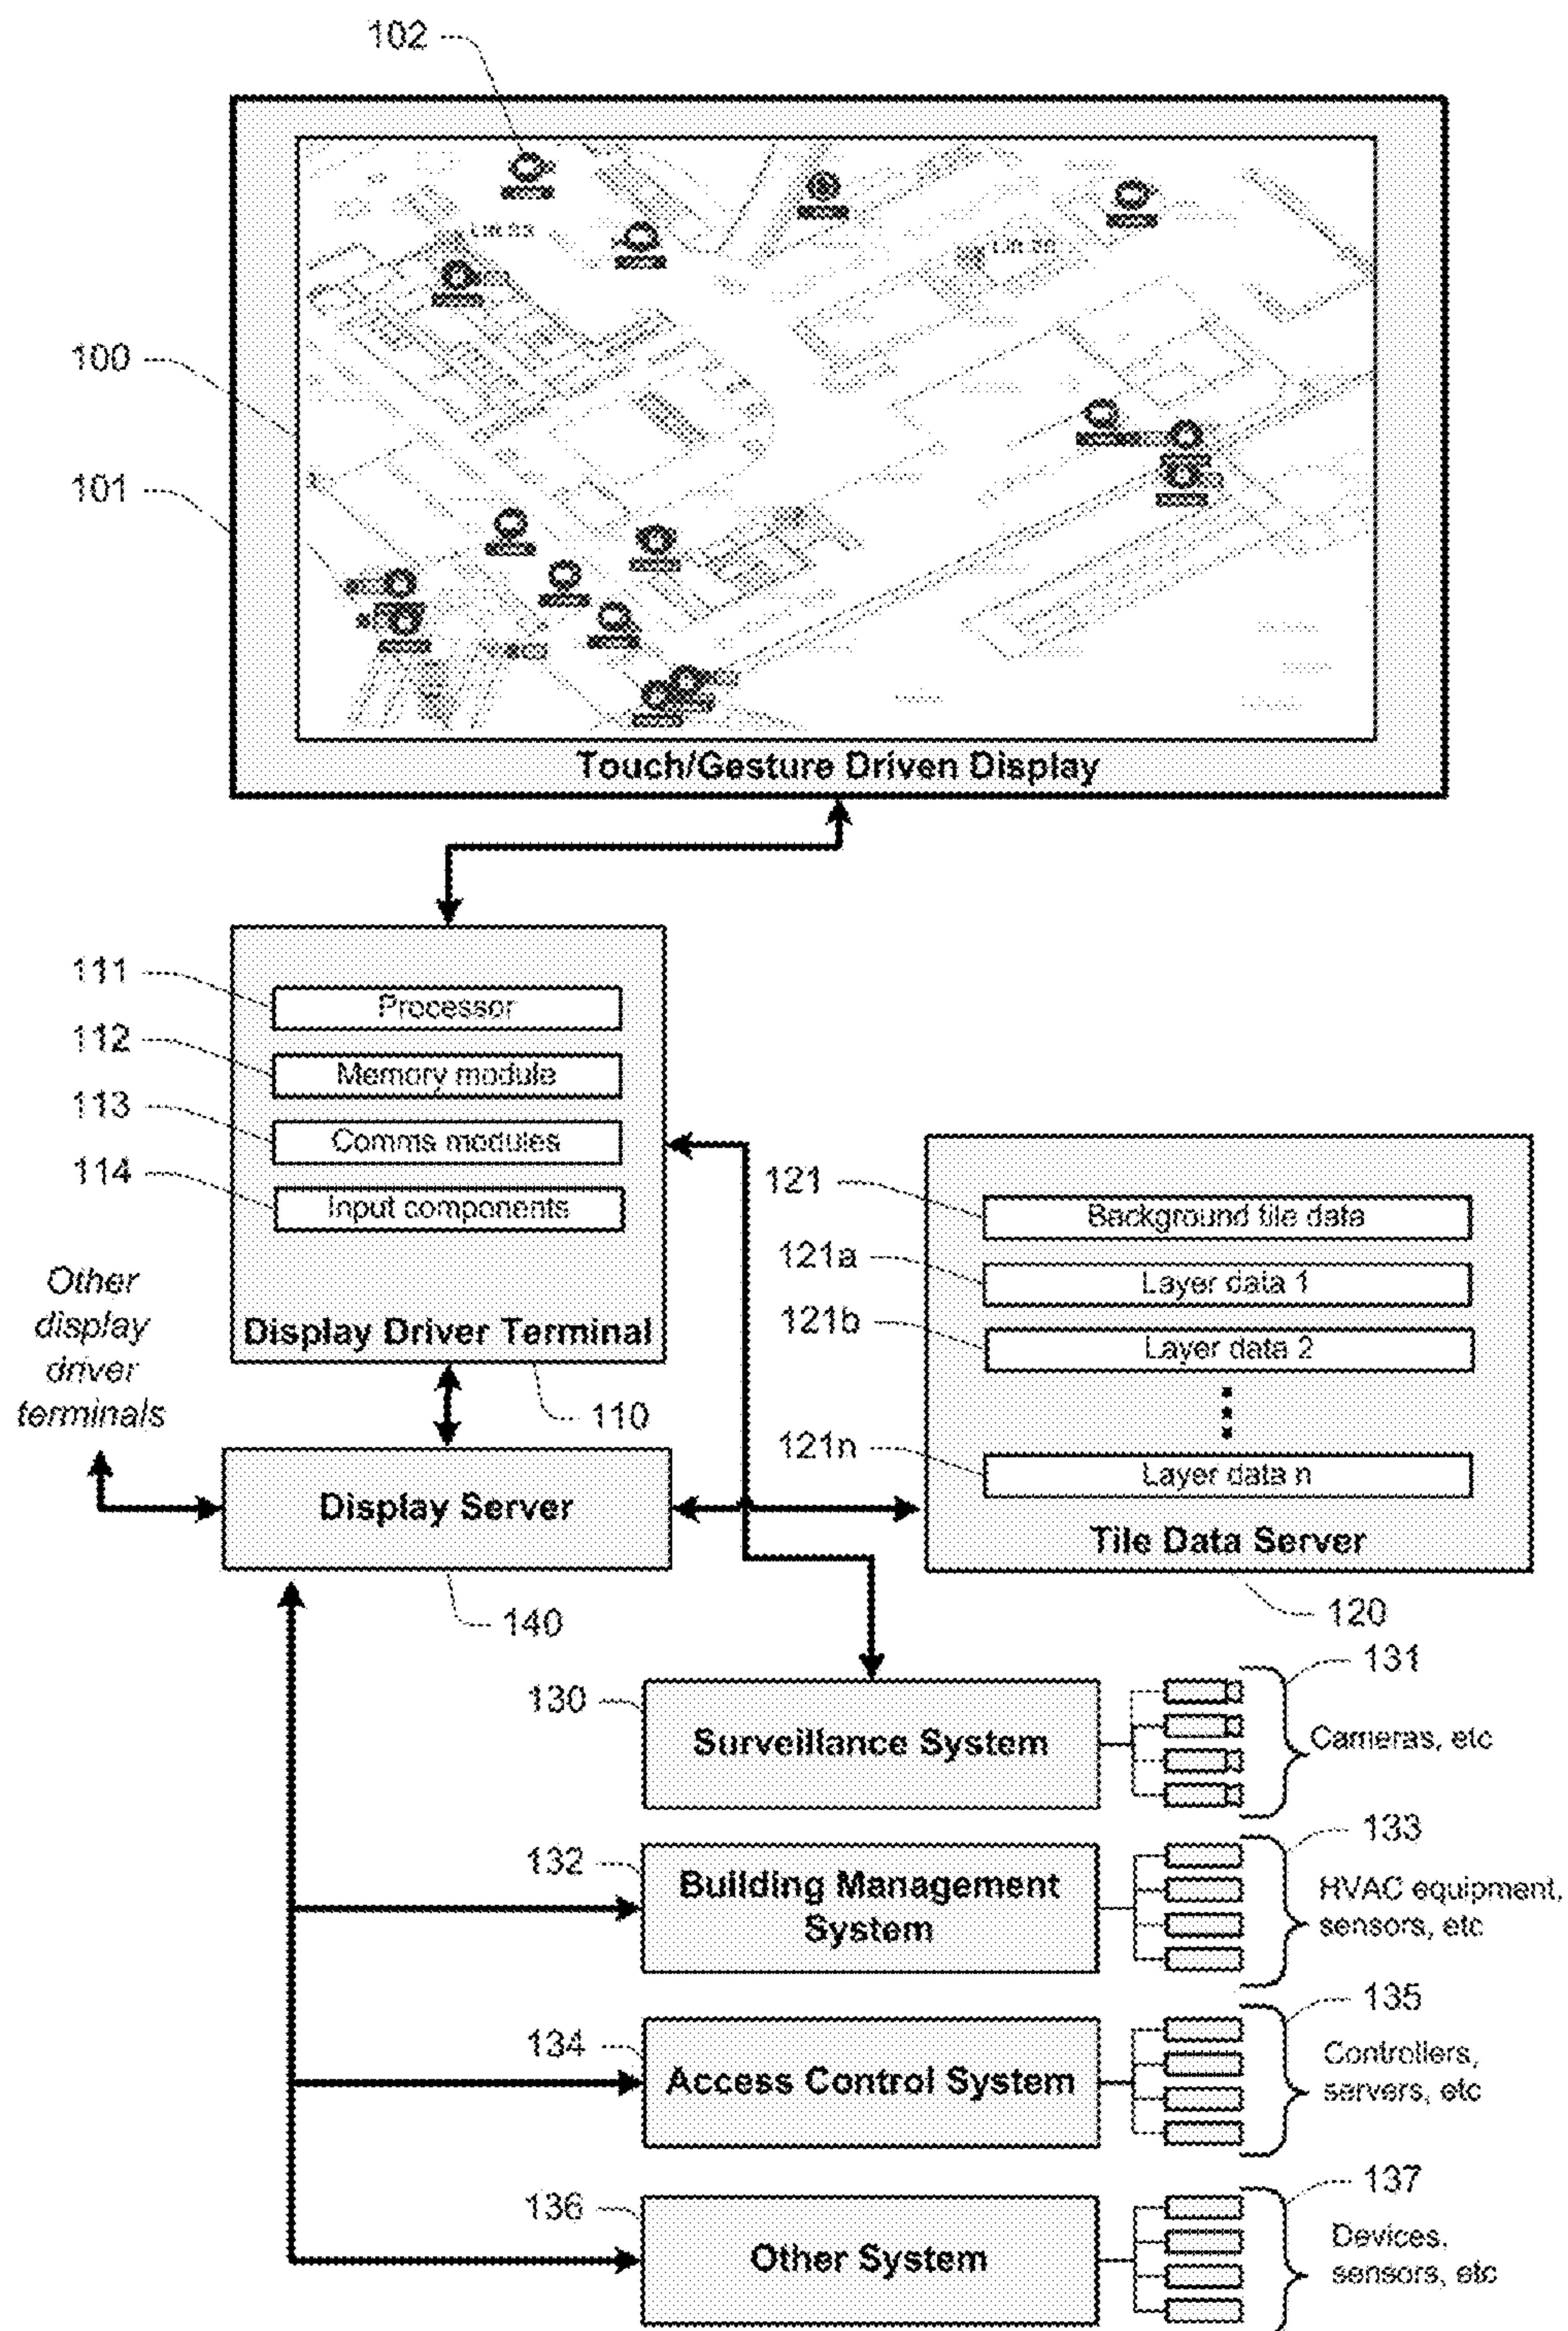 102
Lift 33
Lift 30
100
101
Touch/Gesture Driven Display
111
Processor
112
Memory module
113
Comms modules
114
Input components
Display Driver Terminal
110
Other
display
driver
terminals
121
Background tile data
121a
Layer data 1
121b
Layer data 2
121n
Layer data n
Tile Data Server
120
Display Server
140
130
Surveillance System
131
Cameras, etc
132
Building Management
System
133
HVAC equipment,
sensors, etc
134
Access Control System
135
Controllers,
servers, etc
136
Other System
137
Devices,
sensors, etc